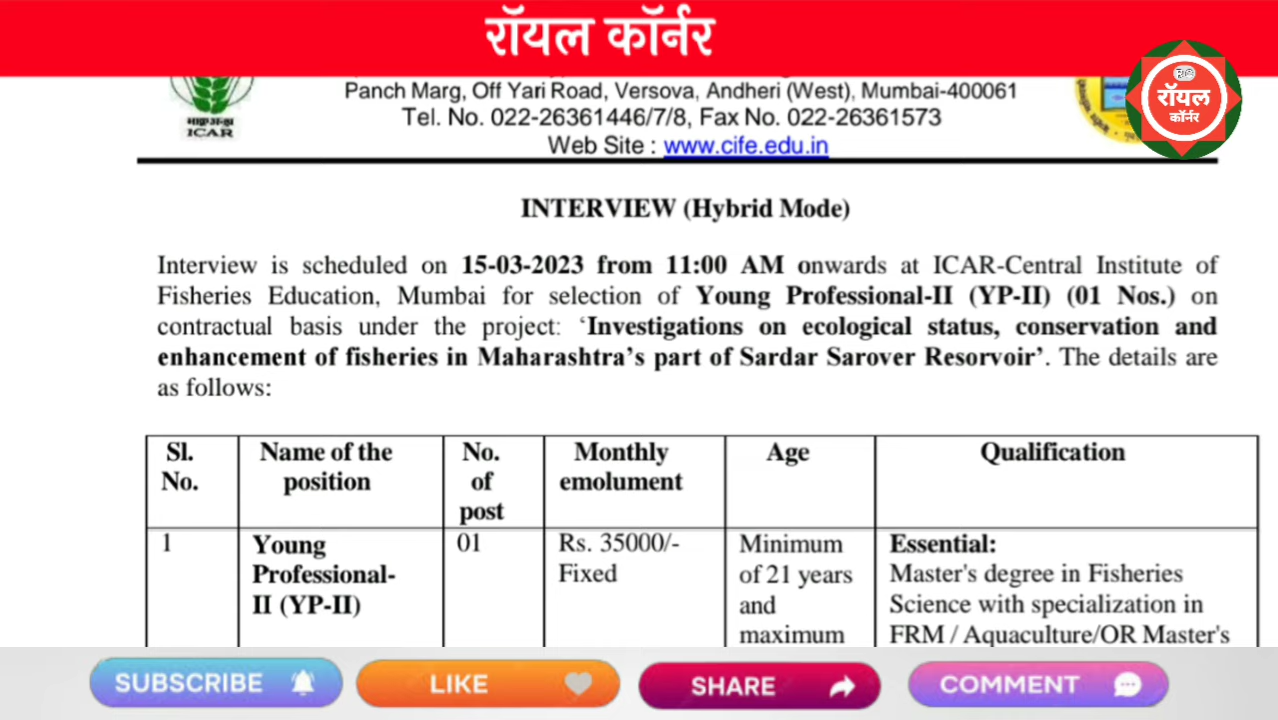 रॉयल कॉर्नर
Panch Marg, Off Yari Road, Versova, Andheri (West), Mumbai-400061
Tel. No. 022-26361446/7/8, Fax No. 022-26361573
Web Site : www.cife.edu.in
भाकृअनुप
ICAR
RC
रॉयल
कॉर्नर
INTERVIEW (Hybrid Mode)
Interview is scheduled on 15-03-2023 from 11:00 AM onwards at ICAR-Central Institute of
Fisheries Education, Mumbai for selection of Young Professional-II (YP-II) (01 Nos.) on
contractual basis under the project: ‘Investigations on ecological status, conservation and
enhancement of fisheries in Maharashtra’s part of Sardar Sarover Resorvoir’. The details are
as follows:
Sl. No.
Name of the position
No. of post
Monthly emolument
Age
Qualification
1
Young Professional-II (YP-II)
01
Rs. 35000/- Fixed
Minimum of 21 years and maximum
Essential:
Master's degree in Fisheries
Science with specialization in
FRM / Aquaculture/OR Master's
SUBSCRIBE
LIKE
SHARE
COMMENT